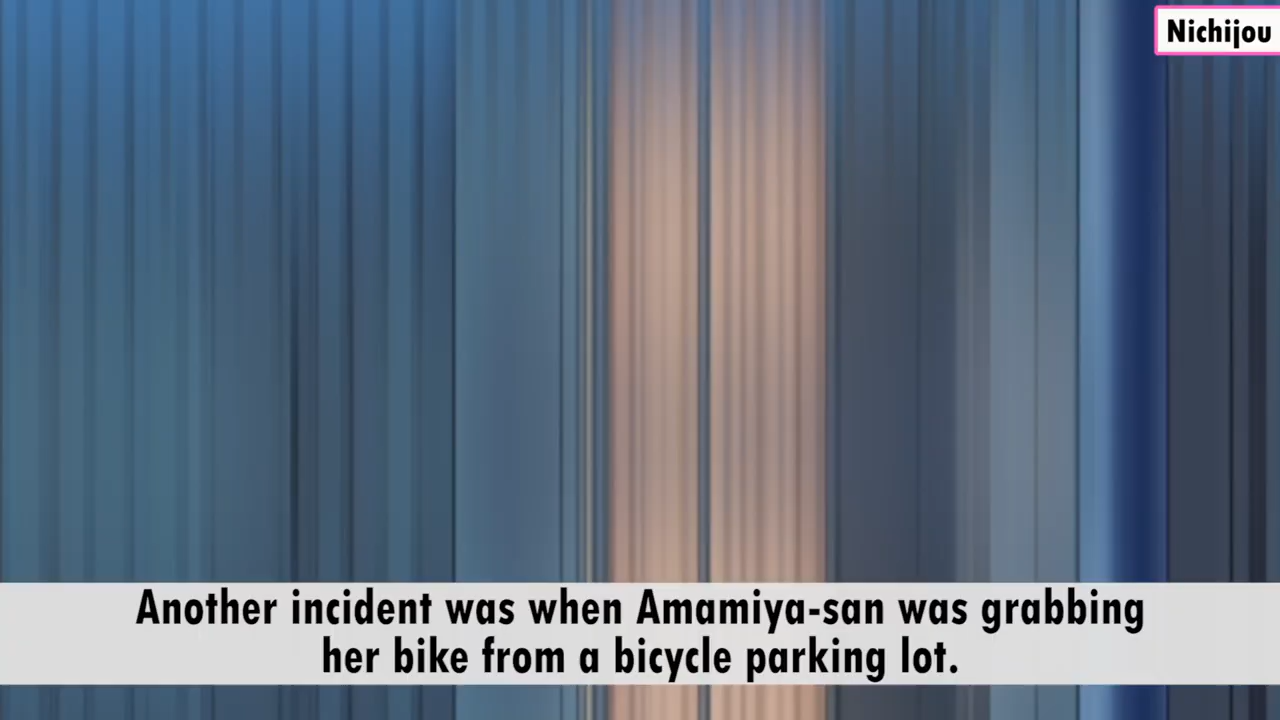 Nichijou
Another incident was when Amamiya-san was grabbing
her bike from a bicycle parking lot.